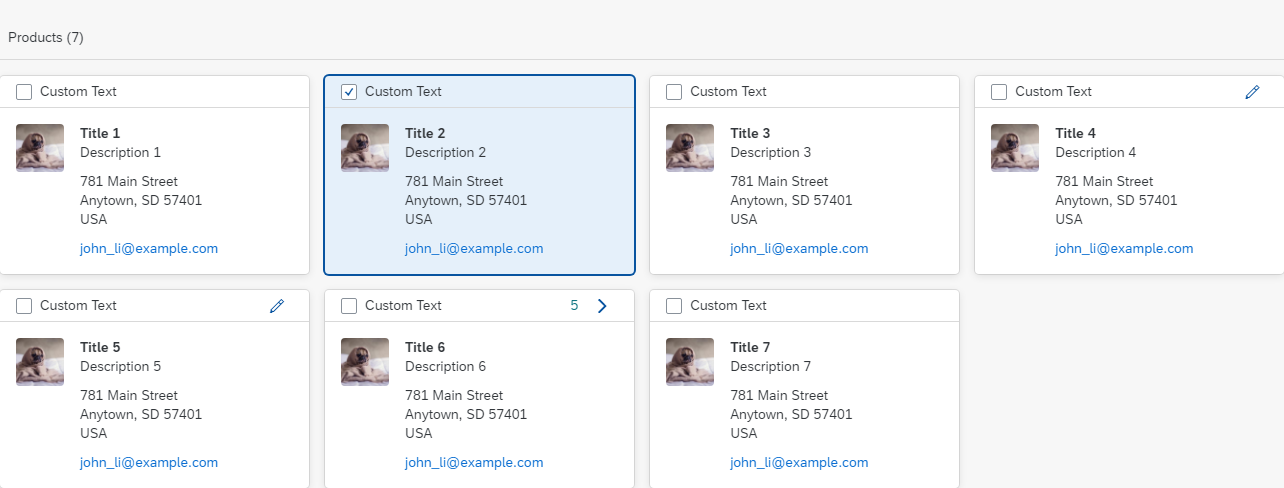 Products (7)
Custom Text
Title 1
Description 1
781 Main Street
Anytown, SD 57401
USA
john_li@example.com
Custom Text
Title 2
Description 2
781 Main Street
Anytown, SD 57401
USA
john_li@example.com
Custom Text
Title 3
Description 3
781 Main Street
Anytown, SD 57401
USA
john_li@example.com
Custom Text
Title 4
Description 4
781 Main Street
Anytown, SD 57401
USA
john_li@example.com
Custom Text
Title 5
Description 5
781 Main Street
Anytown, SD 57401
USA
john_li@example.com
Custom Text 5
Title 6
Description 6
781 Main Street
Anytown, SD 57401
USA
john_li@example.com
Custom Text
Title 7
Description 7
781 Main Street
Anytown, SD 57401
USA
john_li@example.com